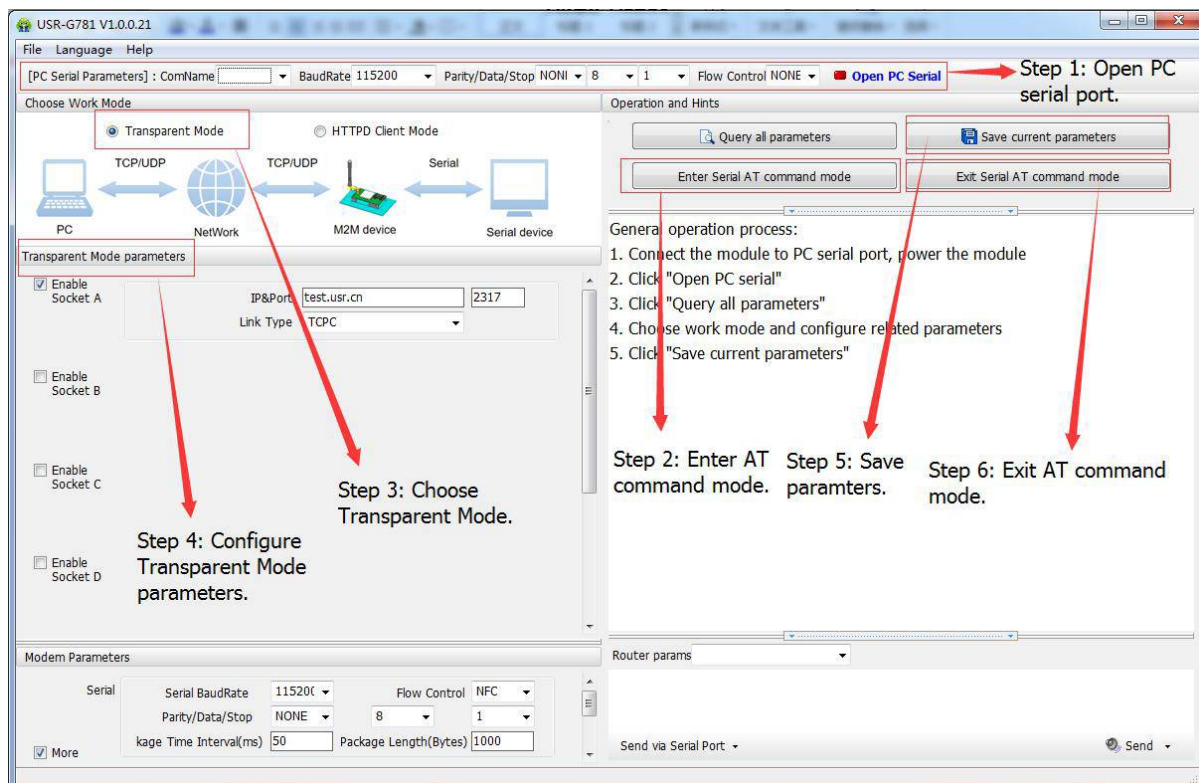 USR-G781 V1.0.0.21
File Language Help
[PC Serial Parameters] : ComName BaudRate 115200 Parity/Data/Stop NONI 8 1 Flow Control NONE Open PC Serial
Step 1: Open PC
serial port.
Choose Work Mode
Transparent Mode HTTPD Client Mode
TCP/UDP TCP/UDP Serial
PC NetWork M2M device Serial device
Transparent Mode parameters
Enable
Socket A
IP&Port test.usr.cn 2317
Link Type TCPC
Enable
Socket B
Enable
Socket C
Enable
Socket D
Step 3: Choose
Transparent Mode.
Step 4: Configure
Transparent Mode
parameters.
Modem Parameters
Serial Serial BaudRate 11520( Flow Control NFC
Parity/Data/Stop NONE 8 1
More kage Time Interval(ms) 50 Package Length(Bytes) 1000
Operation and Hints
Query all parameters Save current parameters
Enter Serial AT command mode Exit Serial AT command mode
General operation process:
1. Connect the module to PC serial port, power the module
2. Click "Open PC serial"
3. Click "Query all parameters"
4. Choose work mode and configure related parameters
5. Click "Save current parameters"
Step 2: Enter AT
command mode.
Step 5: Save
paramters.
Step 6: Exit AT command
mode.
Router params
Send via Serial Port Send